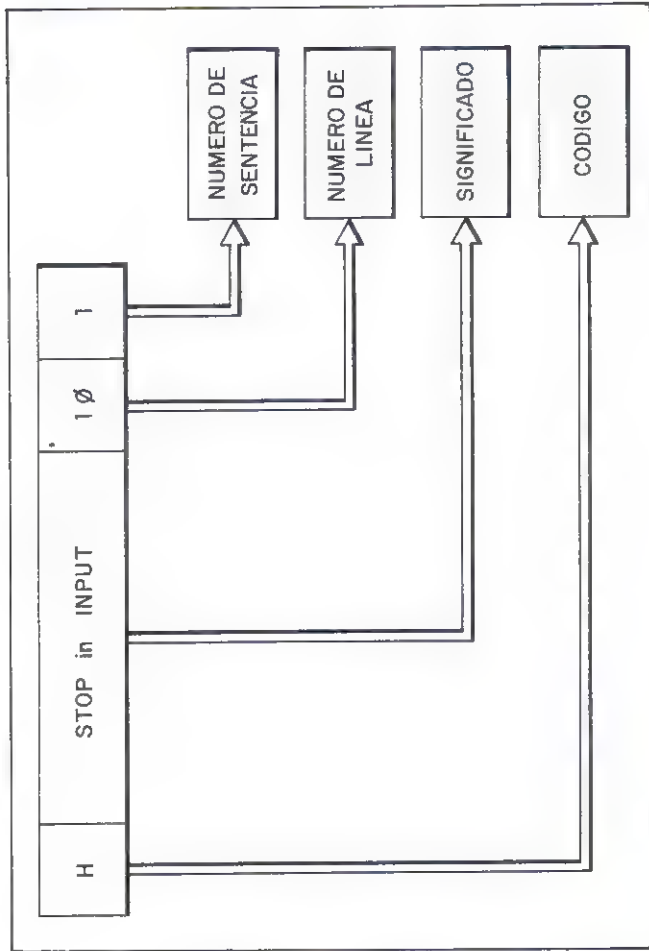 H STOP in INPUT 1Ø 1
NUMERO DE
SENTENCIA
NUMERO DE
LINEA
SIGNIFICADO
CODIGO